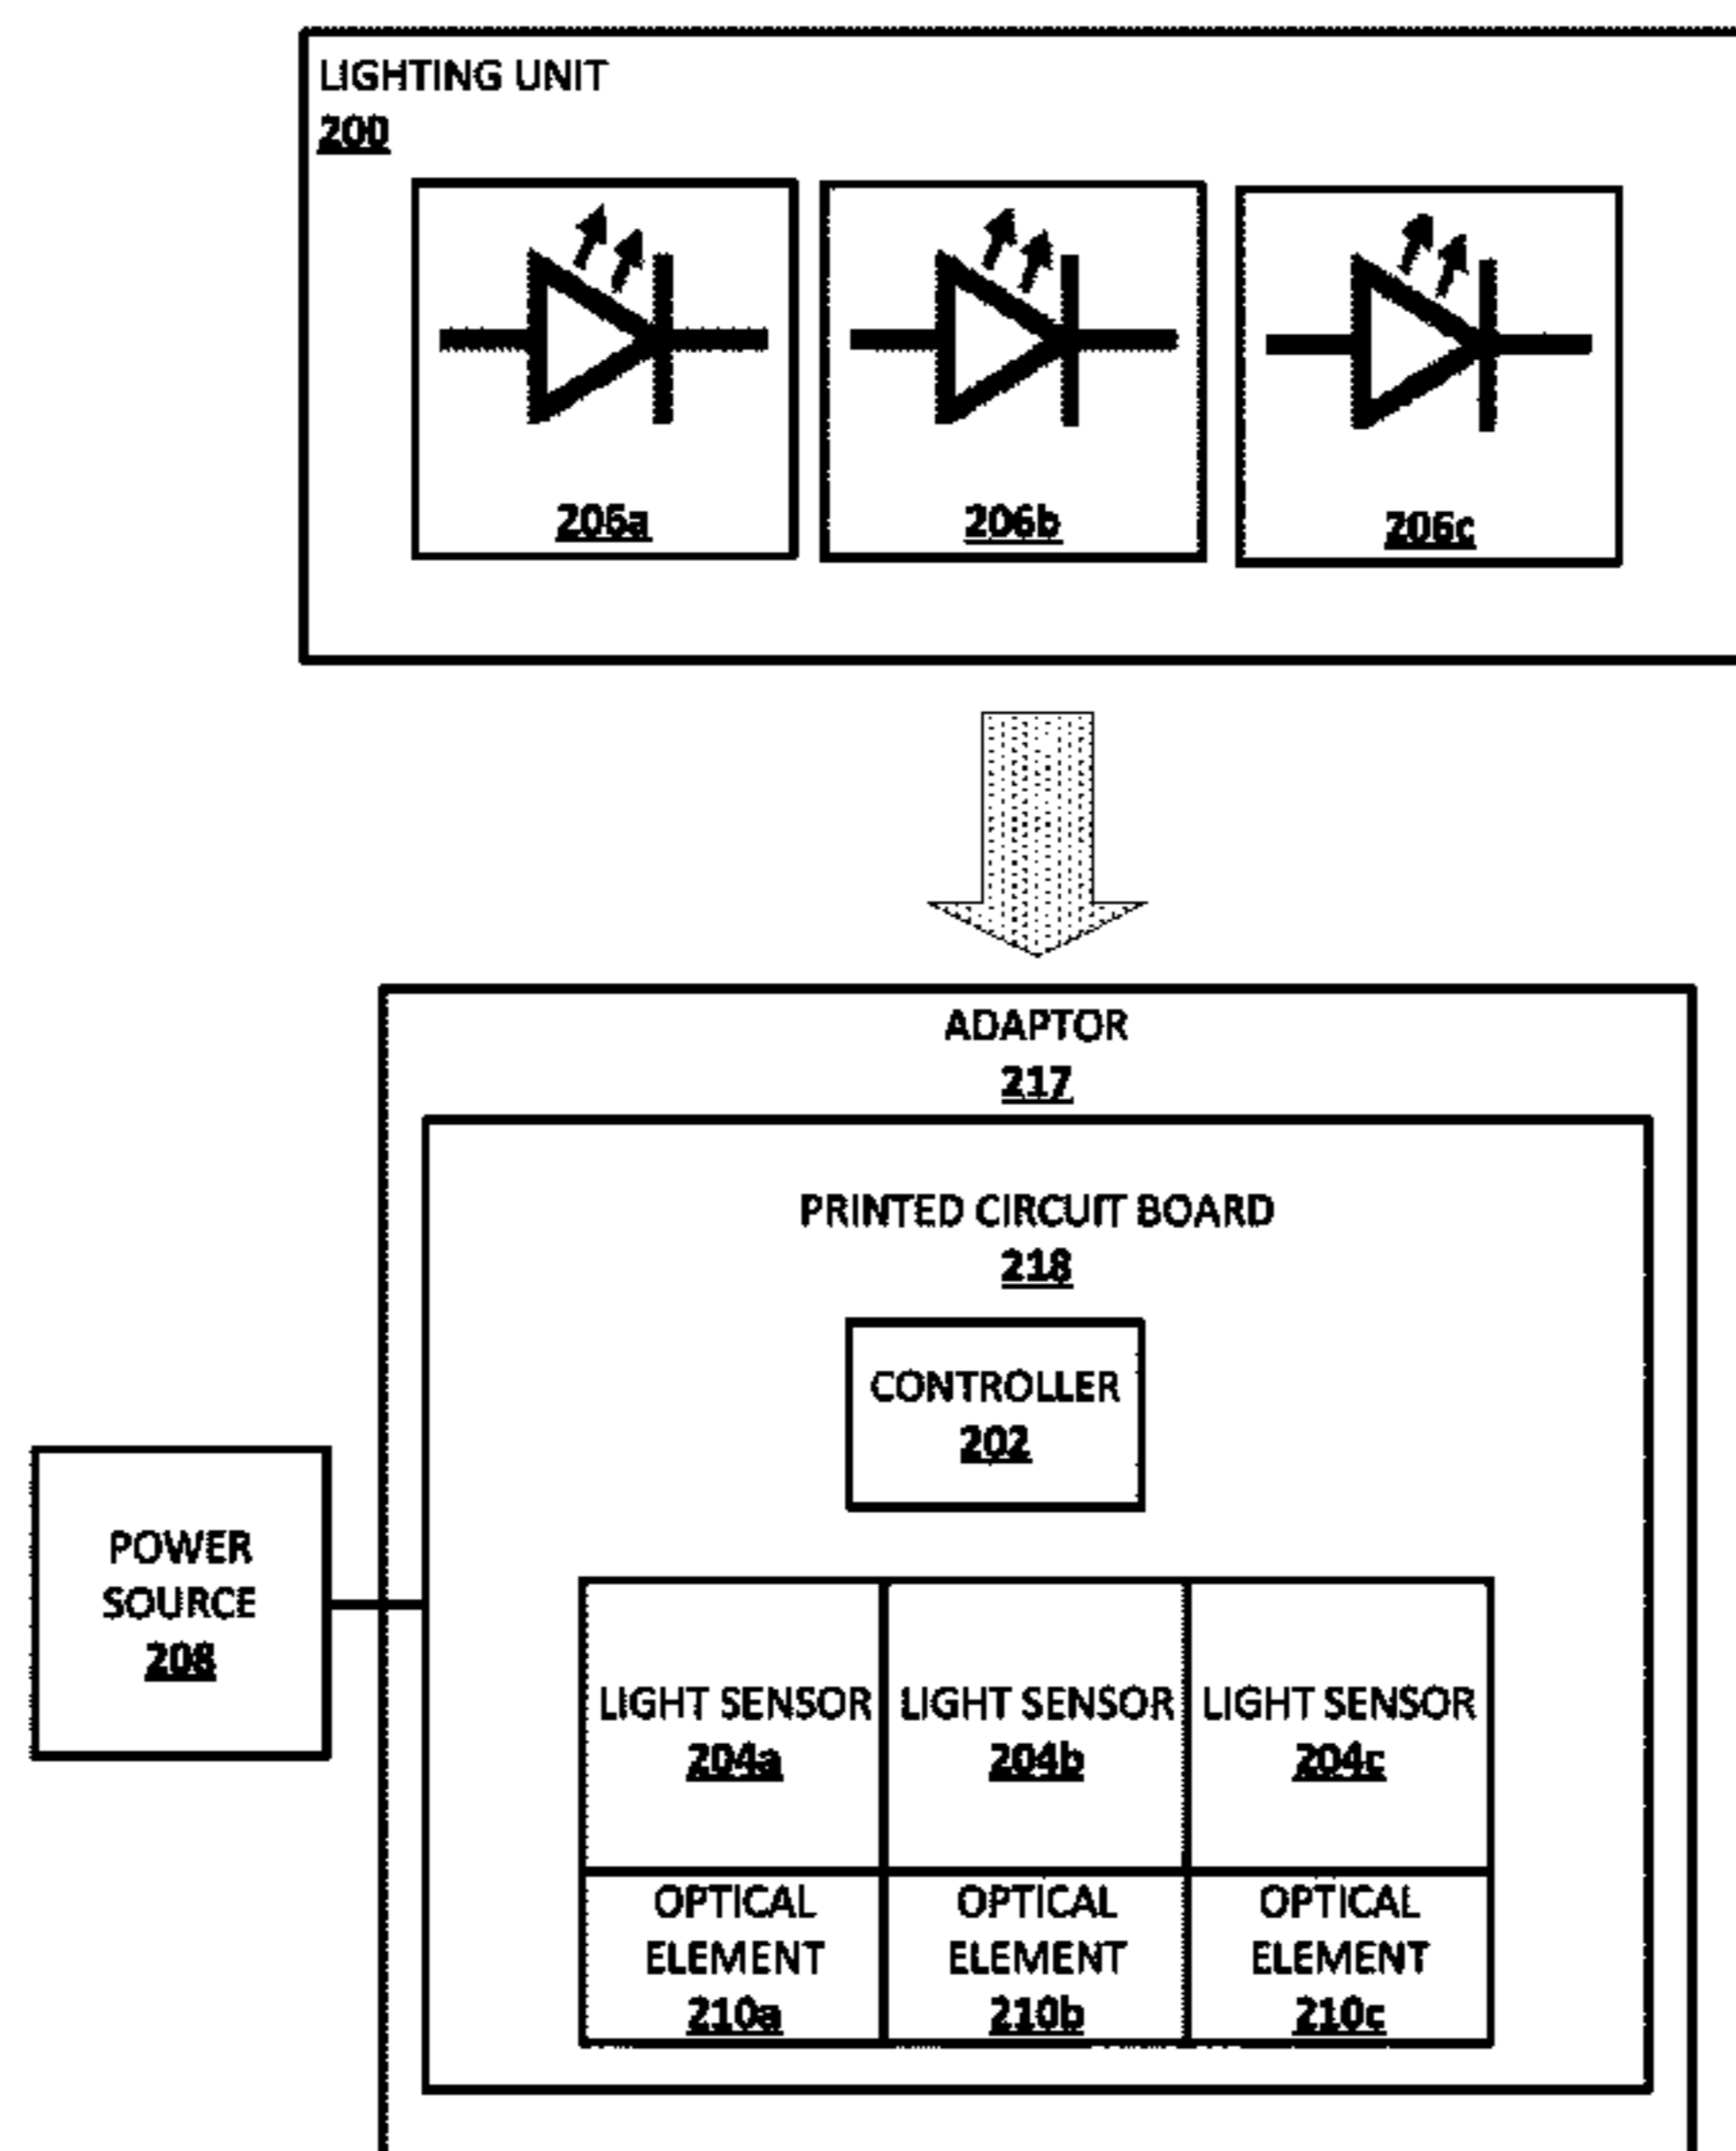 LIGHTING UNIT
200
206a
206b
206c
ADAPTOR
217
PRINTED CIRCUIT BOARD
218
CONTROLLER
202
POWER
SOURCE
208
LIGHT SENSOR
204a
LIGHT SENSOR
204b
LIGHT SENSOR
204c
OPTICAL
ELEMENT
210a
OPTICAL
ELEMENT
210b
OPTICAL
ELEMENT
210c